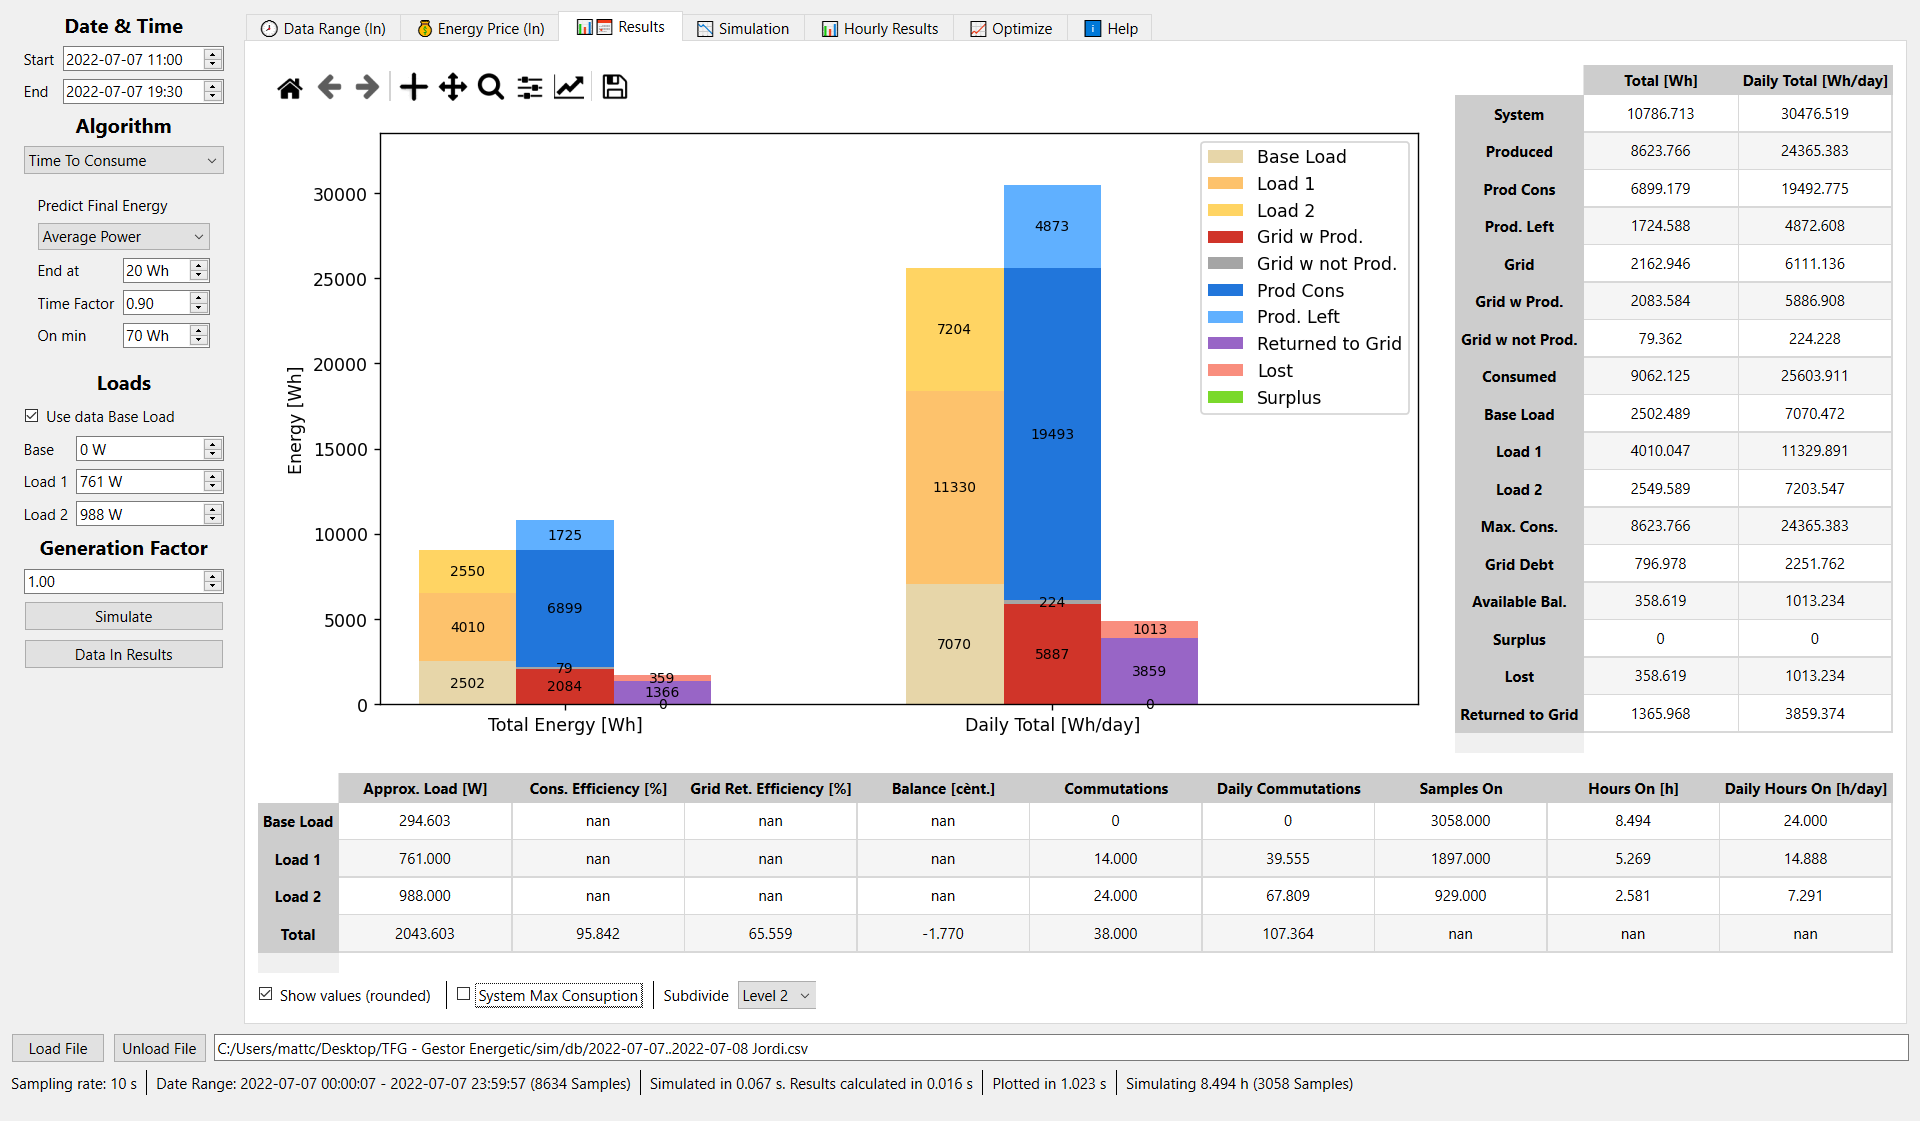 Date & Time
Start 2022-07-07 11:00
End 2022-07-07 19:30
Algorithm
Time To Consume
Predict Final Energy
Average Power
End at 20 Wh
Time Factor 0.90
On min 70 Wh
Loads
Use data Base Load
Base 0 W
Load 1 761 W
Load 2 988 W
Generation Factor
1.00
Simulate
Data In Results
Data Range (In) Energy Price (In) Results Simulation Hourly Results Optimize Help
Energy [Wh]
30000
25000
20000
15000
10000
5000
0
2550
4010
2502
1725
6899
79
2084
359
1366
0
7204
11330
7070
4873
19493
224
5887
1013
3859
0
Total Energy [Wh] Daily Total [Wh/day]
Base Load
Load 1
Load 2
Grid w Prod.
Grid w not Prod.
Prod Cons
Prod. Left
Returned to Grid
Lost
Surplus
Total [Wh] Daily Total [Wh/day]
System 10786.713 30476.519
Produced 8623.766 24365.383
Prod Cons 6899.179 19492.775
Prod. Left 1724.588 4872.608
Grid 2162.946 6111.136
Grid w Prod. 2083.584 5886.908
Grid w not Prod. 79.362 224.228
Consumed 9062.125 25603.911
Base Load 2502.489 7070.472
Load 1 4010.047 11329.891
Load 2 2549.589 7203.547
Max. Cons. 8623.766 24365.383
Grid Debt 796.978 2251.762
Available Bal. 358.619 1013.234
Surplus 0 0
Lost 358.619 1013.234
Returned to Grid 1365.968 3859.374
Approx. Load [W] Cons. Efficiency [%] Grid Ret. Efficiency [%] Balance [cènt.] Commutations Daily Commutations Samples On Hours On [h] Daily Hours On [h/day]
Base Load 294.603 nan nan nan 0 0 3058.000 8.494 24.000
Load 1 761.000 nan nan nan 14.000 39.555 1897.000 5.269 14.888
Load 2 988.000 nan nan nan 24.000 67.809 929.000 2.581 7.291
Total 2043.603 95.842 65.559 -1.770 38.000 107.364 nan nan nan
Show values (rounded) System Max Consuption Subdivide Level 2
Load File Unload File C:/Users/mattc/Desktop/TFG - Gestor Energetic/sim/db/2022-07-07..2022-07-08 Jordi.csv
Sampling rate: 10 s Date Range: 2022-07-07 00:00:07 - 2022-07-07 23:59:57 (8634 Samples) Simulated in 0.067 s. Results calculated in 0.016 s Plotted in 1.023 s Simulating 8.494 h (3058 Samples)